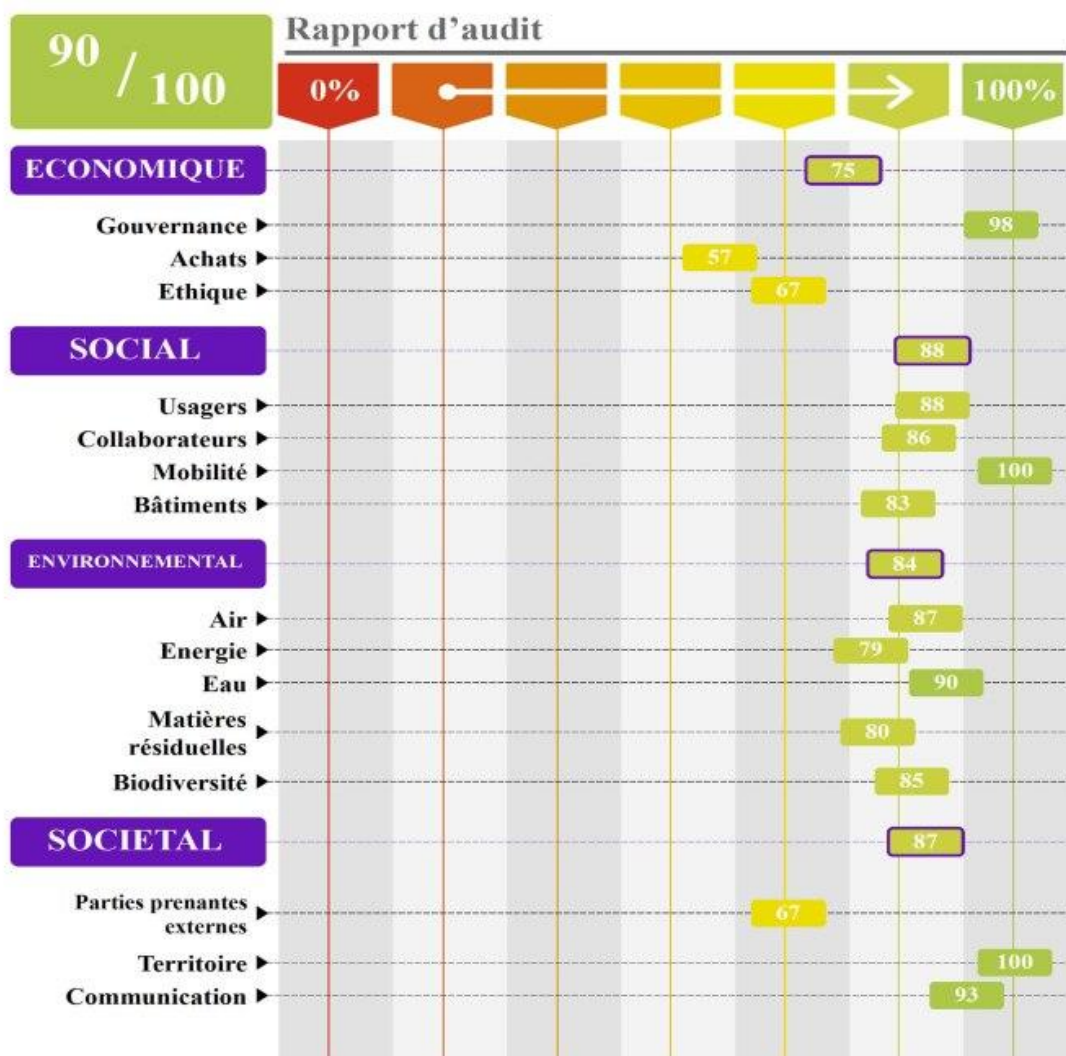 90 / 100
Rapport d’audit
0%
100%
ECONOMIQUE
75
Gouvernance
98
Achats
57
Ethique
67
SOCIAL
88
Usagers
88
Collaborateurs
86
Mobilité
100
Bâtiments
83
ENVIRONNEMENTAL
84
Air
87
Energie
79
Eau
90
Matières
résiduelles
80
Biodiversité
85
SOCIETAL
87
Parties prenantes
externes
67
Territoire
100
Communication
93